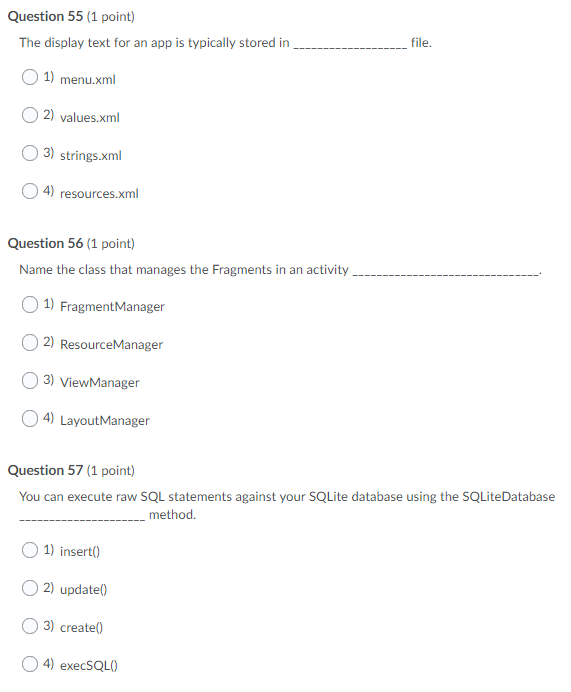 Question 55 (1 point)
The display text for an app is typically stored in ___________________ file.
1) menu.xml
2) values.xml
3) strings.xml
4) resources.xml
Question 56 (1 point)
Name the class that manages the Fragments in an activity _______________________________.
1) FragmentManager
2) ResourceManager
3) ViewManager
4) LayoutManager
Question 57 (1 point)
You can execute raw SQL statements against your SQLite database using the SQLiteDatabase
_____________________ method.
1) insert()
2) update()
3) create()
4) execSQL()